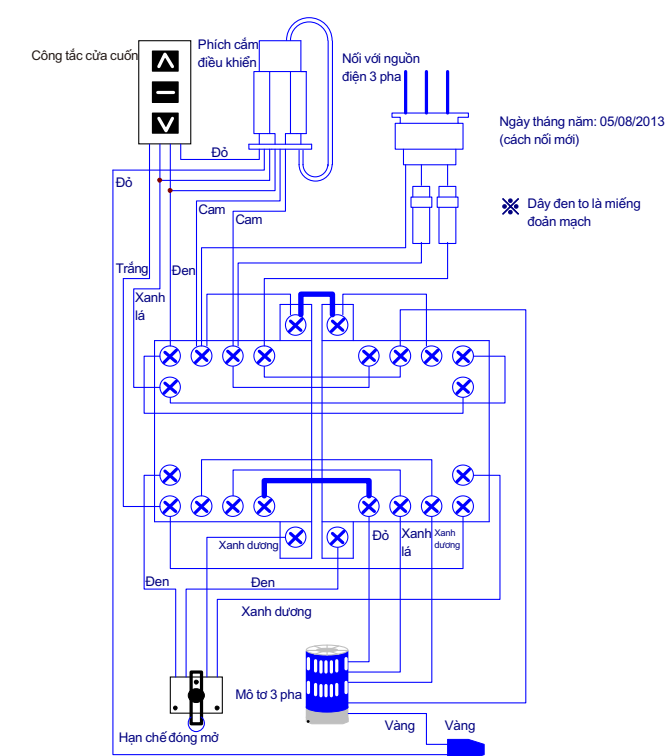 Công tắc cửa cuốn
Phích cắm
điều khiển
Nối với nguồn
điện 3 pha
Ngày tháng năm: 05/08/2013
(cách nối mới)
※ Dây đen to là miếng
đoản mạch
Đỏ
Đỏ
Cam
Cam
Trắng
Đen
Xanh
lá
Đỏ
Xanh
lá
Xanh
dương
Xanh dương
Đen
Đen
Xanh dương
Mô tơ 3 pha
Hạn chế đóng mở
Vàng
Vàng